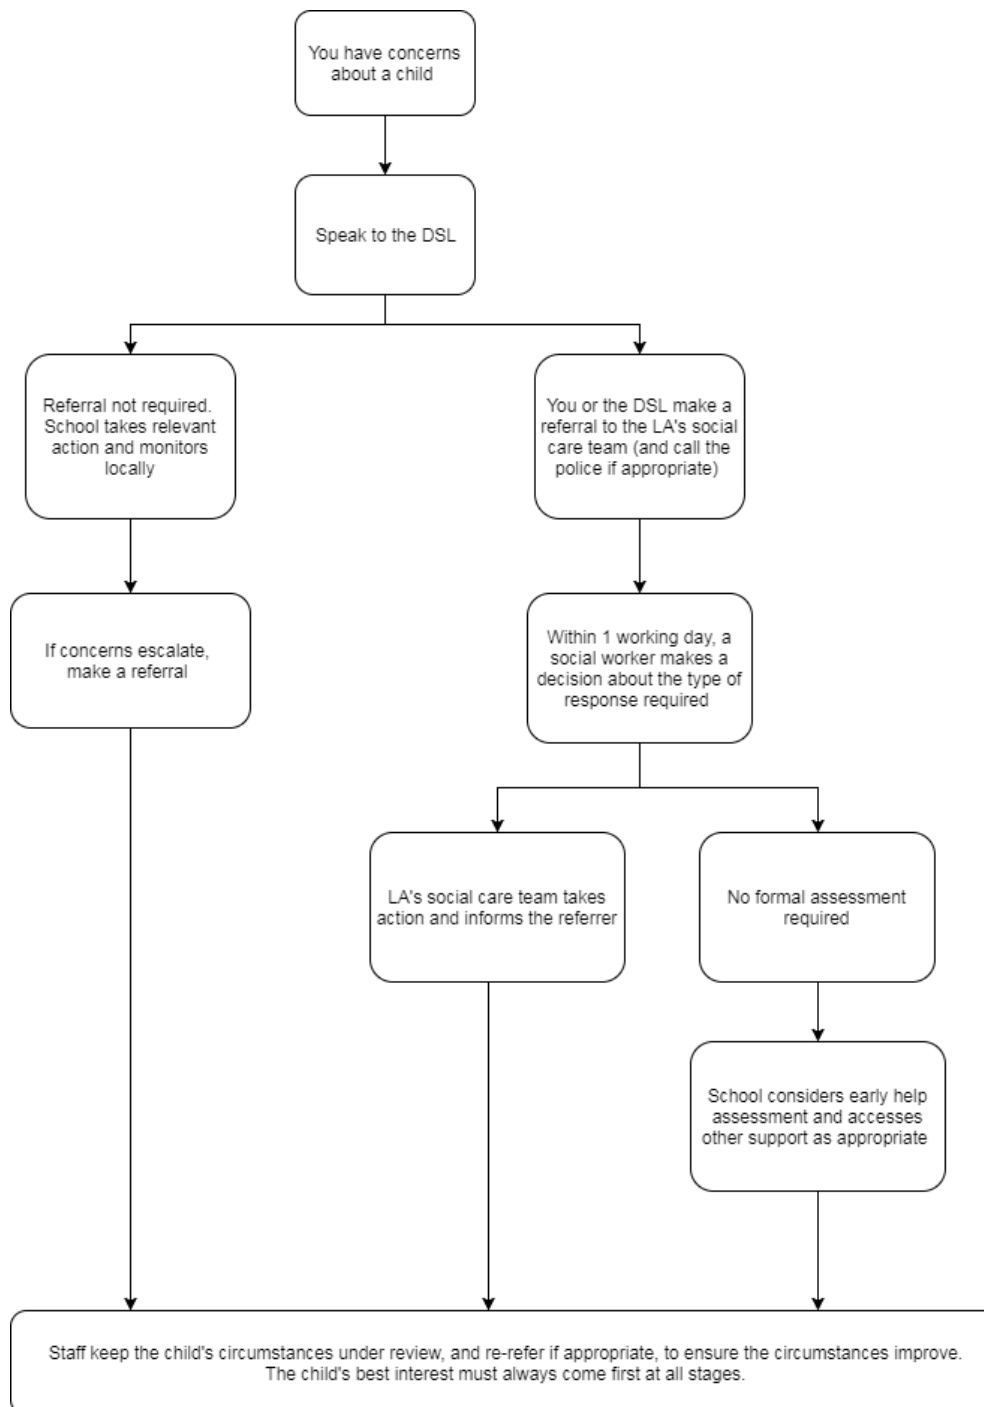 You have concerns
about a child
Speak to the DSL
Referral not required.
School takes relevant
action and monitors
locally
You or the DSL make a
referral to the LA's social
care team (and call the
police if appropriate)
If concerns escalate,
make a referral
Within 1 working day, a
social worker makes a
decision about the type of
response required
LA's social care team takes
action and informs the referrer
No formal assessment
required
School considers early help
assessment and accesses
other support as appropriate
Staff keep the child's circumstances under review, and re-refer if appropriate, to ensure the circumstances improve.
The child's best interest must always come first at all stages.